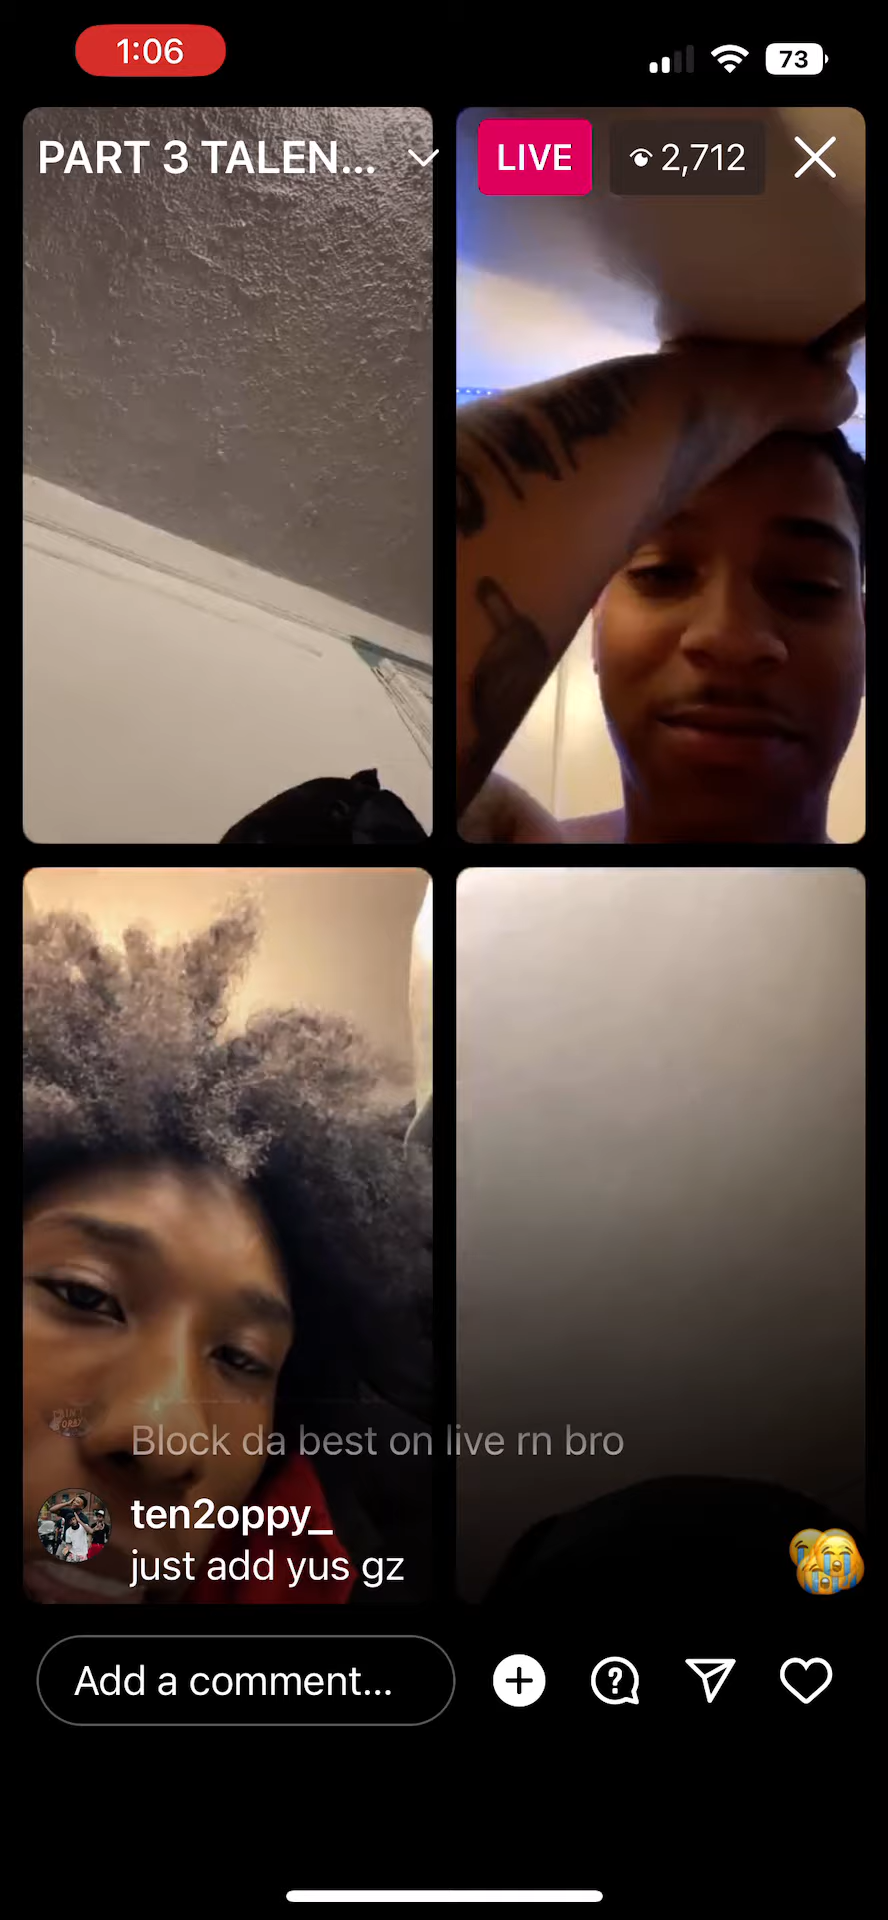 1:06
73
PART 3 TALEN...
LIVE
2,712
Block da best on live rn bro
ten2oppy_
just add yus gz
Add a comment...